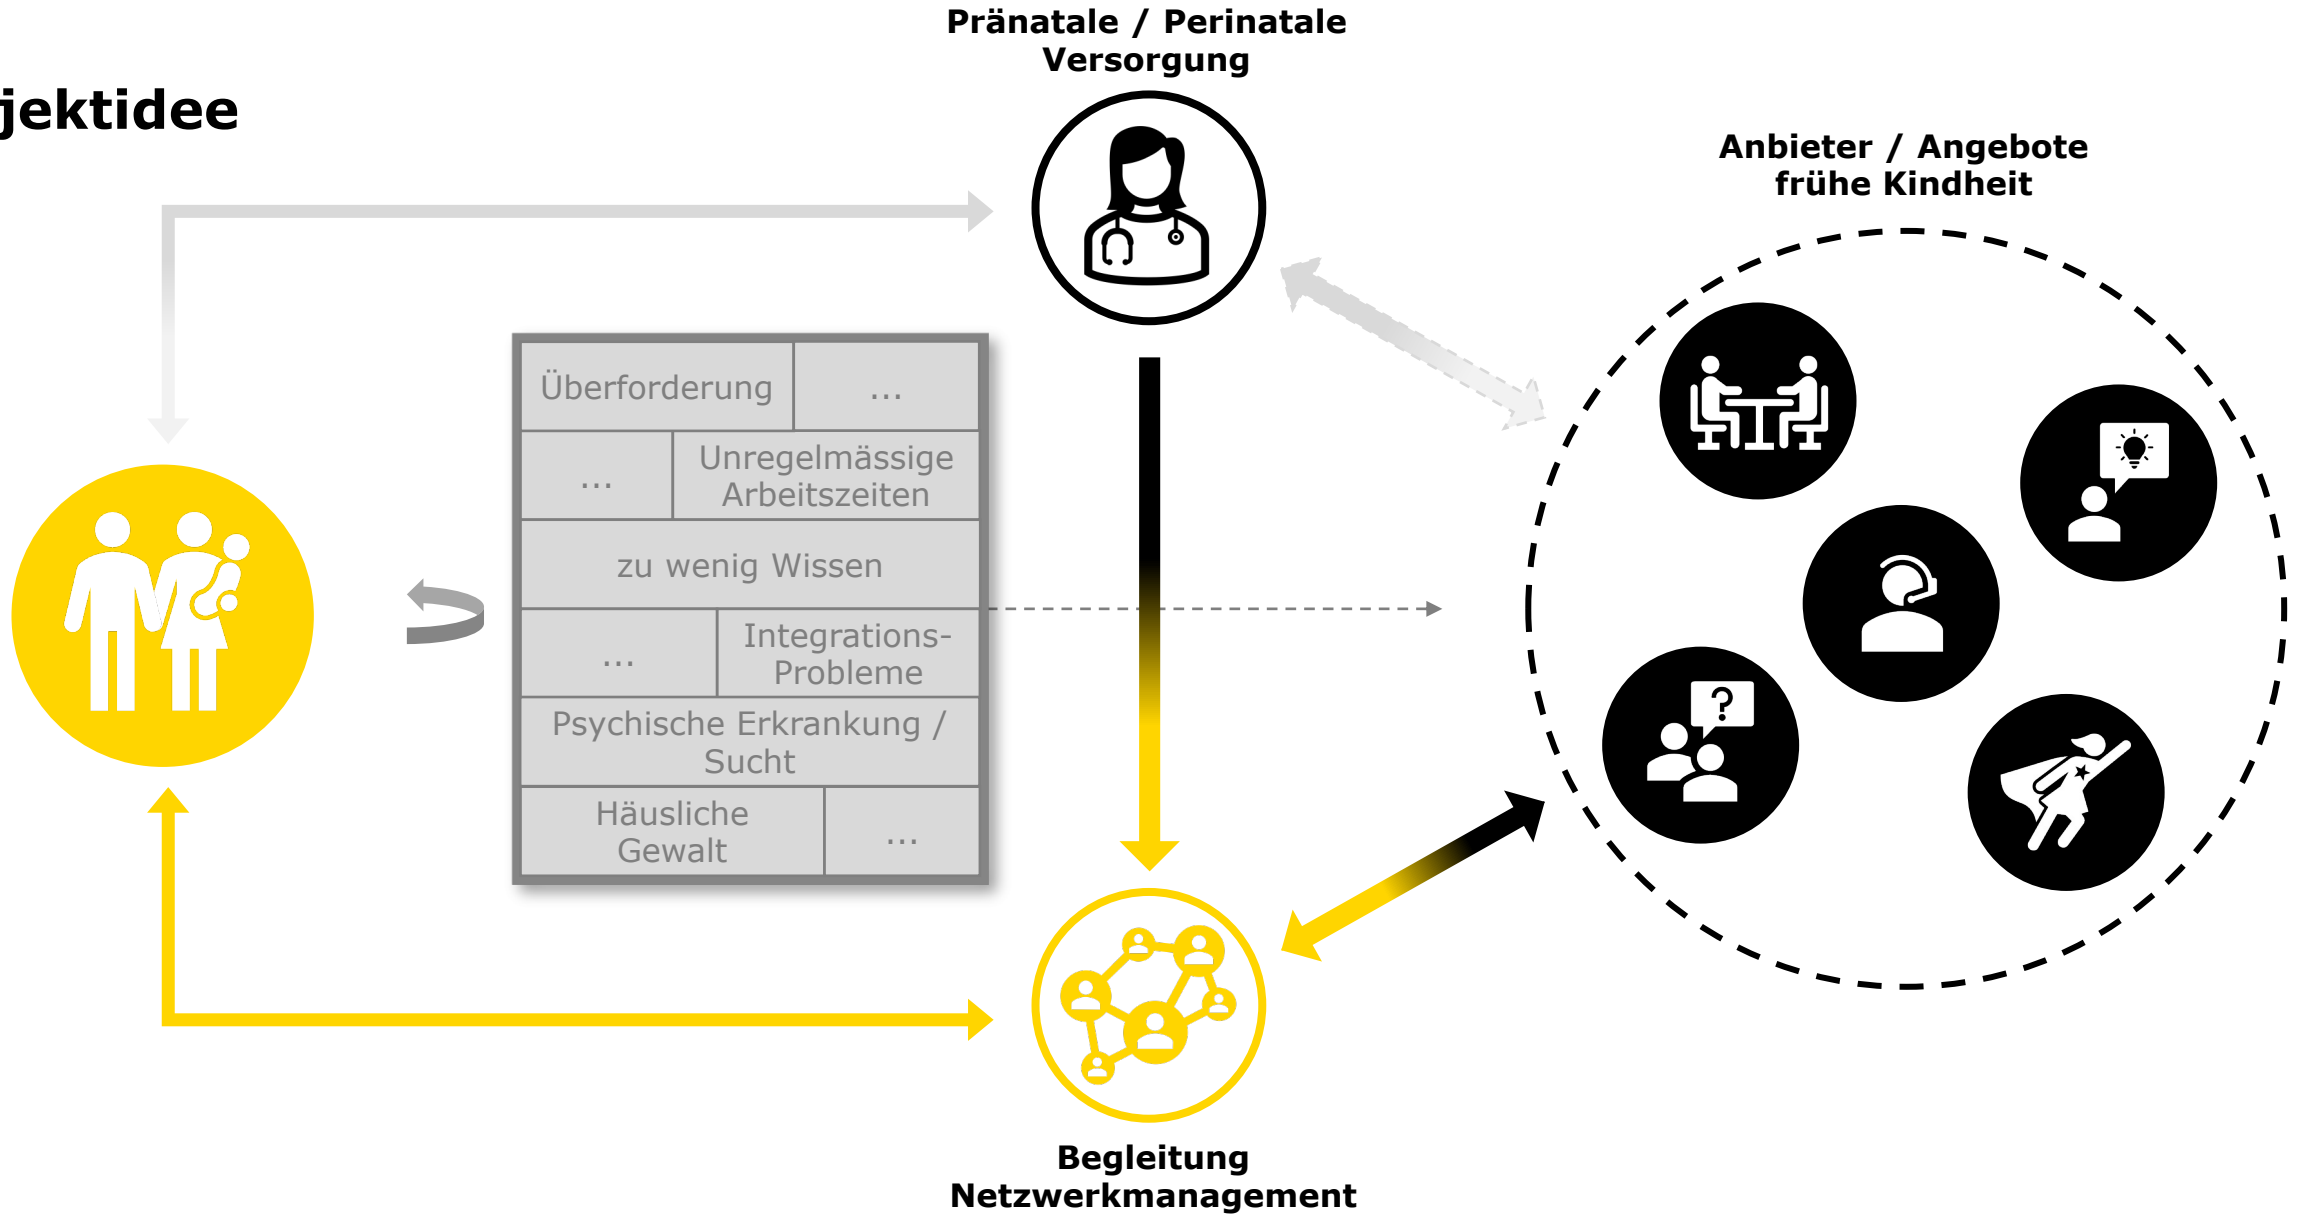 Pränatale / Perinatale
Versorgung
jektidee
Anbieter / Angebote
frühe Kindheit
Überforderung
...
...
Unregelmässige
Arbeitszeiten
zu wenig Wissen
...
Integrations-
Probleme
Psychische Erkrankung /
Sucht
Häusliche
Gewalt
...
?
Begleitung
Netzwerkmanagement